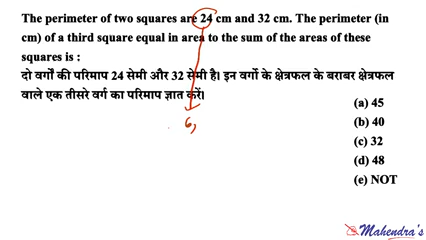 The perimeter of two squares are 24 cm and 32 cm. The perimeter (in
cm) of a third square equal in area to the sum of the areas of these
squares is :
दो वर्गों की परिमाप 24 सेमी और 32 सेमी है। इन वर्गो के क्षेत्रफल के बराबर क्षेत्रफल
वाले एक तीसरे वर्ग का परिमाप ज्ञात करें।
6,
(a) 45
(b) 40
(c) 32
(d) 48
(e) NOT
Mahendra's